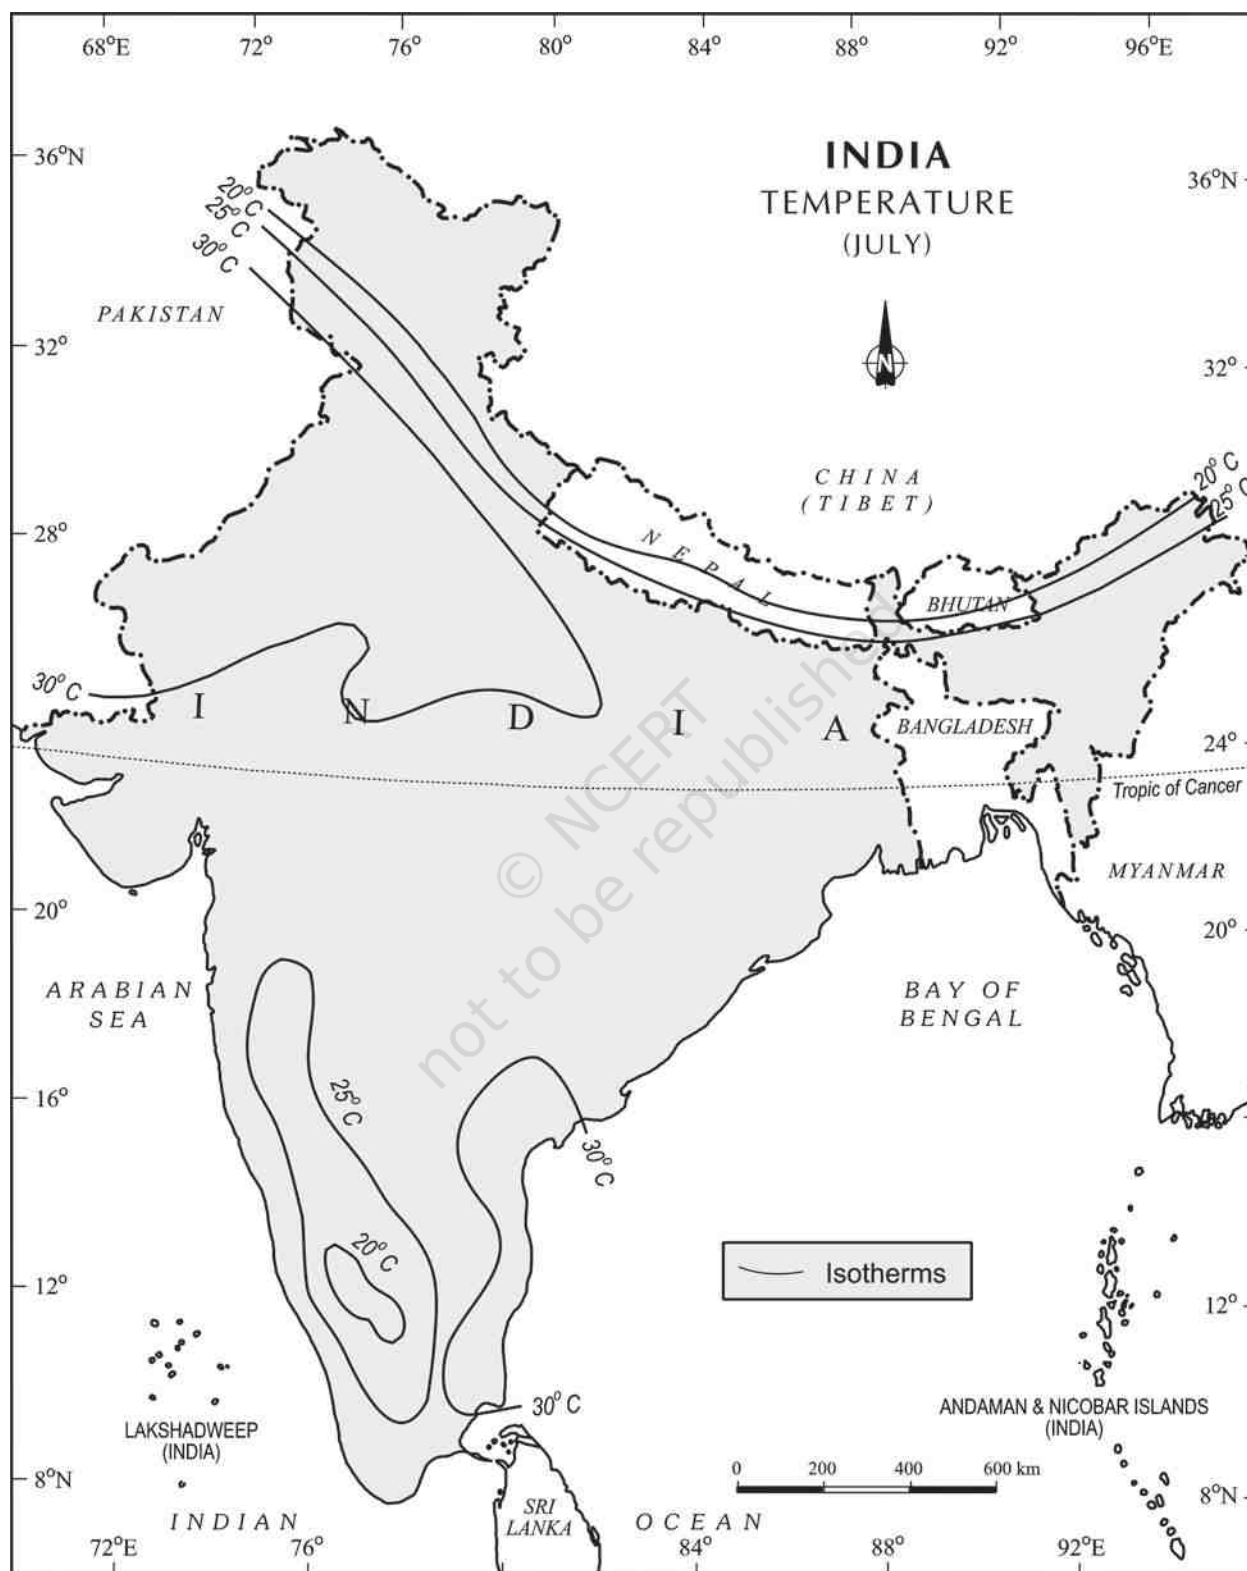 68°E 72° 76° 80° 84° 88° 92° 96°E
INDIA
TEMPERATURE
(JULY)
36°N
36°N
20° C
25° C
30° C
PAKISTAN
N
32°
32°
CHINA
(TIBET)
20° C
25° C
28°
NEPAL
BHUTAN
30° C
I N D I A
BANGLADESH
24°
Tropic of Cancer
MYANMAR
© NCERT
not to be republished
20°
20°
ARABIAN
SEA
BAY OF
BENGAL
25° C
16°
30° C
20° C
Isotherms
12°
12°
30° C
LAKSHADWEEP
(INDIA)
ANDAMAN & NICOBAR ISLANDS
(INDIA)
0 200 400 600 km
8°N
8°N
SRI
LANKA
INDIAN OCEAN
72°E 76° 84° 88° 92°E